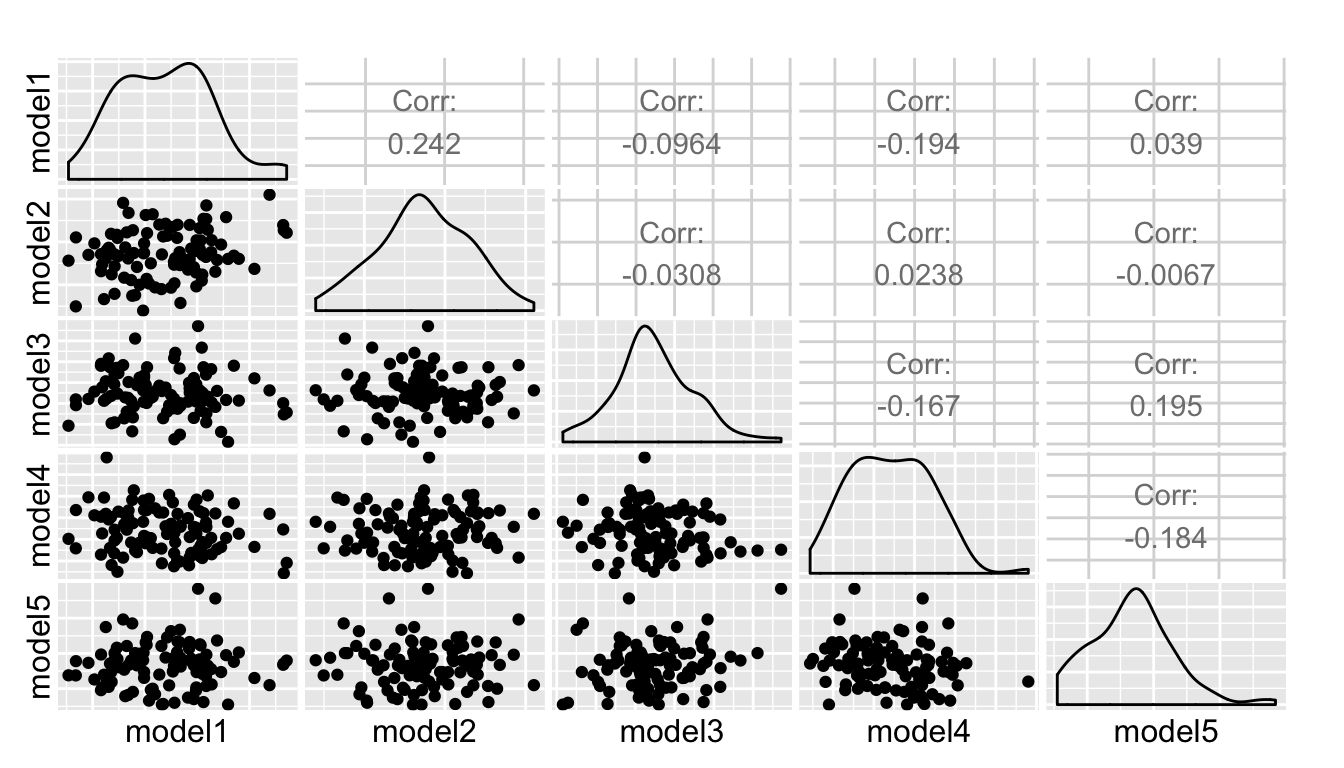 model1
Corr:
0.242
Corr:
-0.0964
Corr:
-0.194
Corr:
0.039
model2
Corr:
-0.0308
Corr:
0.0238
Corr:
-0.0067
model3
Corr:
-0.167
Corr:
0.195
model4
Corr:
-0.184
model5
model1
model2
model3
model4
model5